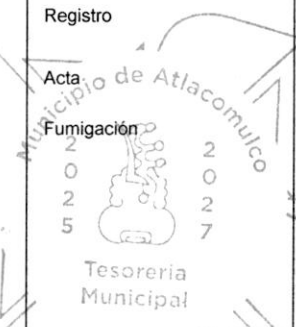 Registro
Acta
Municipio de Atlacomulco
Fumigación
2025
2027
Tesorería
Municipal